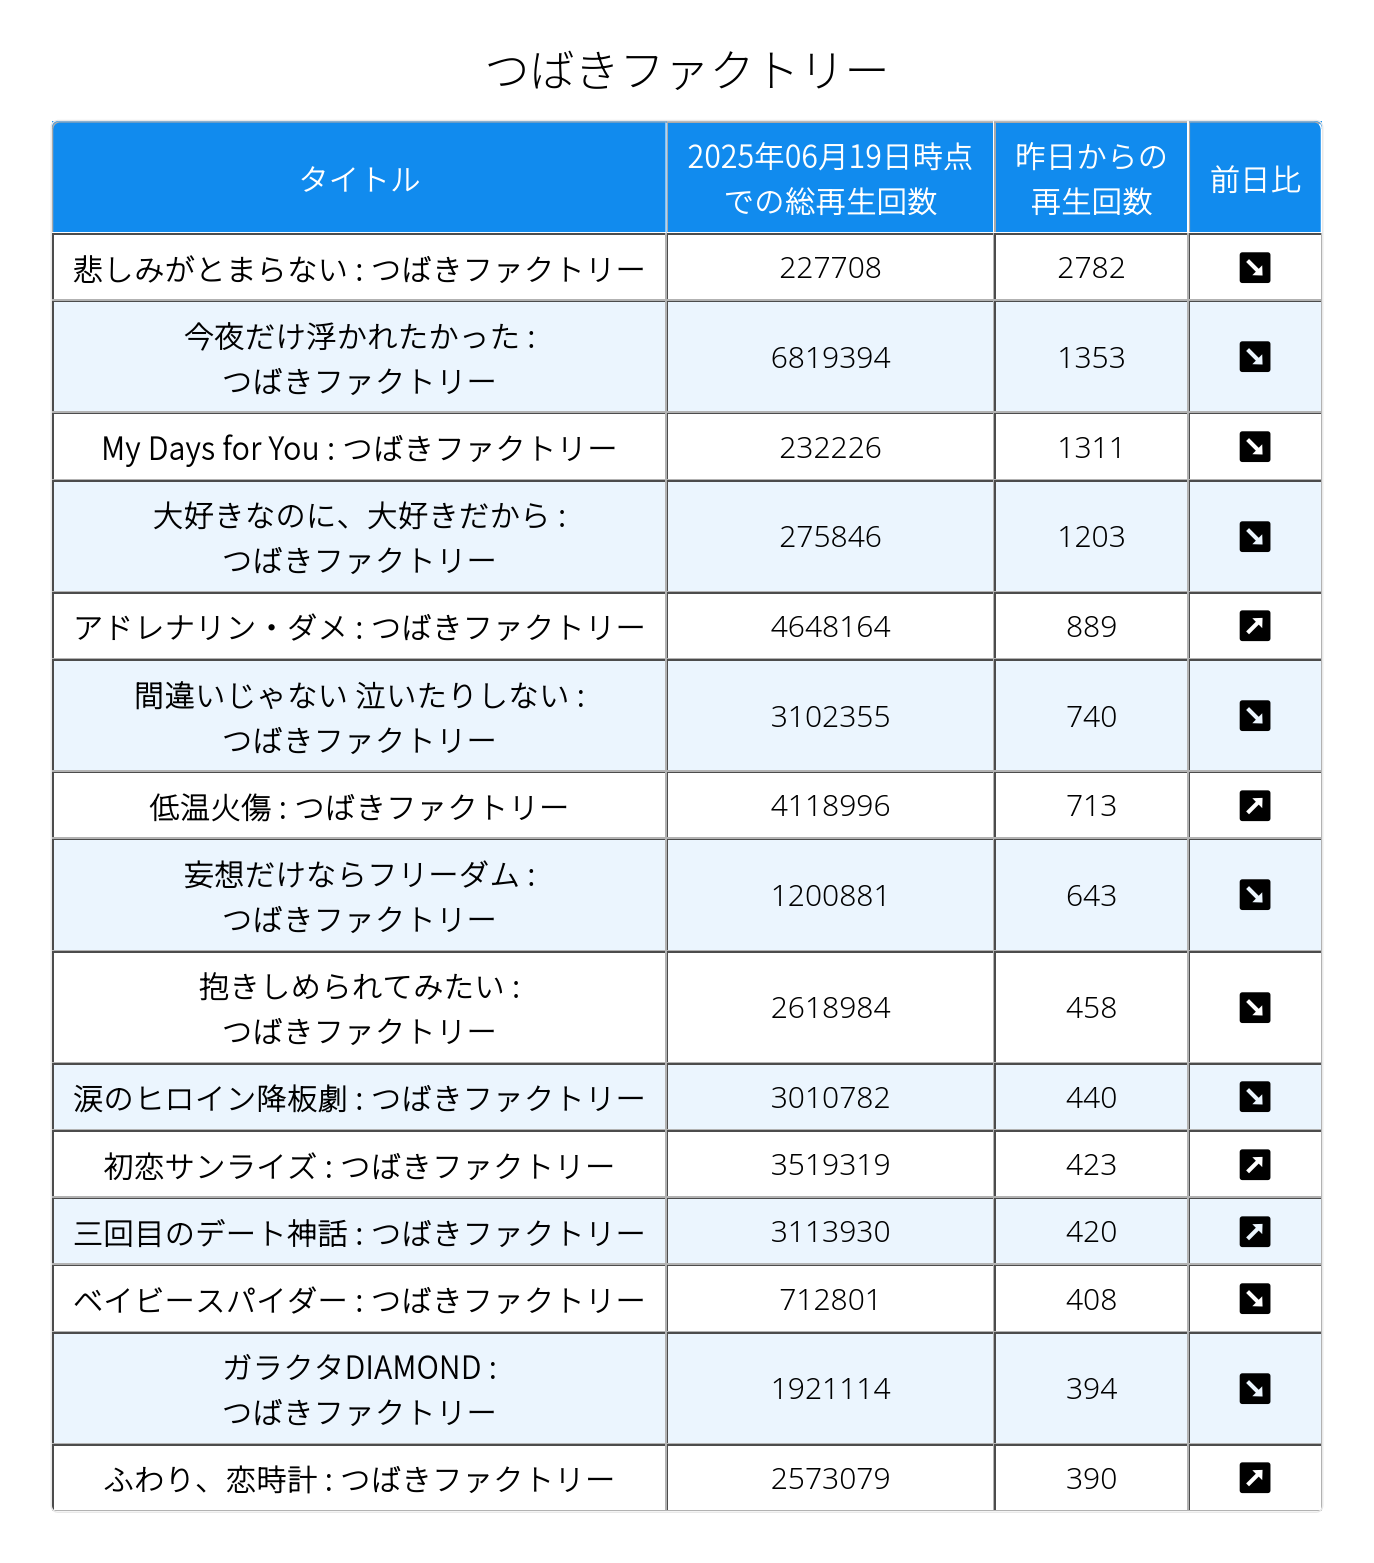 つばきファクトリー
タイトル
2025年06月19日時点
での総再生回数
昨日からの
再生回数
前日比
悲しみがとまらない : つばきファクトリー 227708 2782 ↘
今夜だけ浮かれたかった :
つばきファクトリー
6819394 1353 ↘
My Days for You : つばきファクトリー 232226 1311 ↘
大好きなのに、大好きだから :
つばきファクトリー
275846 1203 ↘
アドレナリン・ダメ : つばきファクトリー 4648164 889 ↗
間違いじゃない 泣いたりしない :
つばきファクトリー
3102355 740 ↘
低温火傷 : つばきファクトリー 4118996 713 ↗
妄想だけならフリーダム :
つばきファクトリー
1200881 643 ↘
抱きしめられてみたい :
つばきファクトリー
2618984 458 ↘
涙のヒロイン降板劇 : つばきファクトリー 3010782 440 ↘
初恋サンライズ : つばきファクトリー 3519319 423 ↗
三回目のデート神話 : つばきファクトリー 3113930 420 ↗
ベイビースパイダー : つばきファクトリー 712801 408 ↘
ガラクタDIAMOND :
つばきファクトリー
1921114 394 ↘
ふわり、恋時計 : つばきファクトリー 2573079 390 ↗